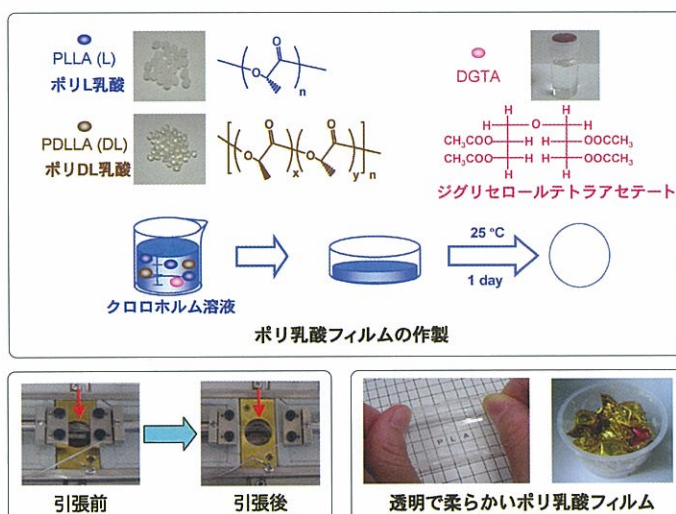 PLLA (L)
ポリL乳酸
O
O
n
DGTA
PDLLA (DL)
ポリDL乳酸
O
O
O
O
x
y
n
H
H
H
O
H
CH₃COO
H
H
OOCCH₃
CH₃COO
H
H
OOCCH₃
H
H
ジグリセロールテトラアセテート
クロロホルム溶液
25 °C
1 day
ポリ乳酸フィルムの作製
引張前
引張後
P L A
透明で柔らかいポリ乳酸フィルム